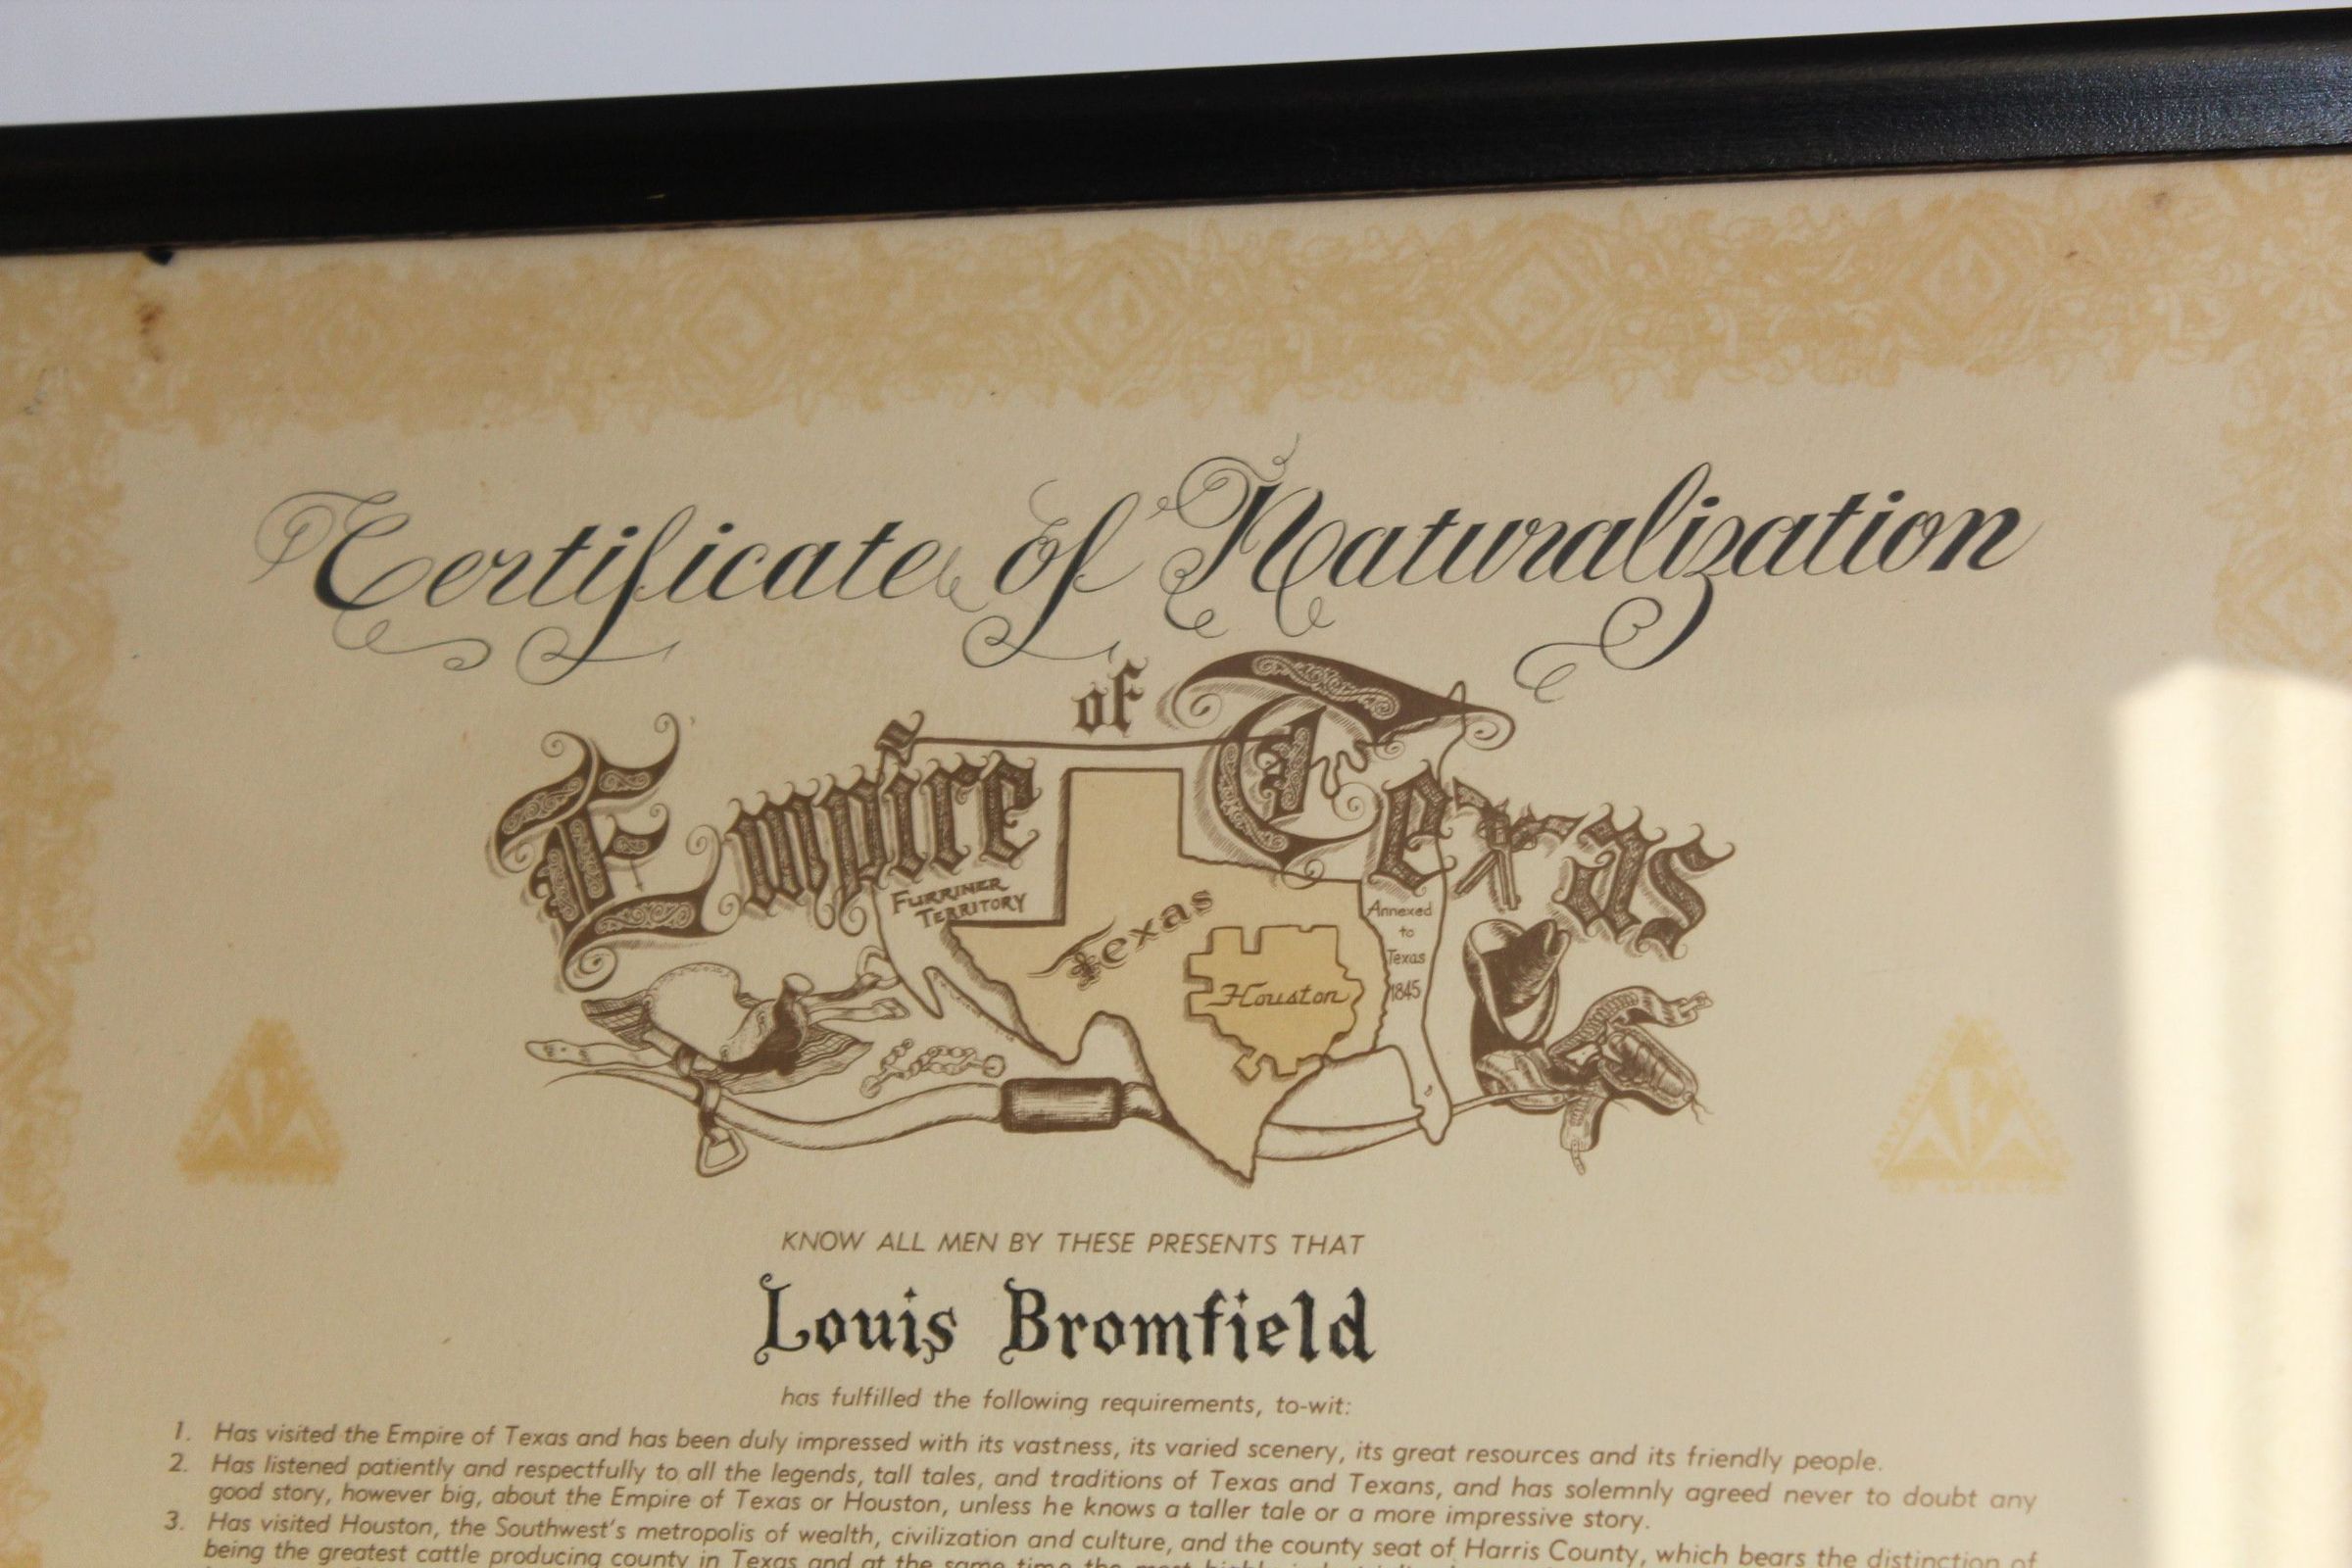 Certificate of Naturalization
of
Empire Texas
FURRINER
TERRITORY
Texas
Houston
Annexed
to
Texas
1845
KNOW ALL MEN BY THESE PRESENTS THAT
Louis Bromfield
has fulfilled the following requirements, to-wit:
1. Has visited the Empire of Texas and has been duly impressed with its vastness, its varied scenery, its great resources and its friendly people.
2. Has listened patiently and respectfully to all the legends, tall tales, and traditions of Texas and Texans, and has solemnly agreed never to doubt any
good story, however big, about the Empire of Texas or Houston, unless he knows a taller tale or a more impressive story.
3. Has visited Houston, the Southwest's metropolis of wealth, civilization and culture, and the county seat of Harris County, which bears the distinction of
being the greatest cattle producing county in Texas and at the same time the most highly